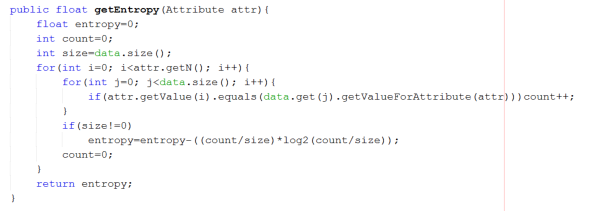 public float getEntropy(Attribute attr){
    float entropy=0;
    int count=0;
    int size=data.size();
    for(int i=0; i<attr.getN(); i++){
        for(int j=0; j<data.size(); i++){
            if(attr.getValue(i).equals(data.get(j).getValueForAttribute(attr)))count++;
        }
        if(size!=0)
            entropy=entropy-((count/size)*log2(count/size));
        count=0;
    }
    return entropy;
}